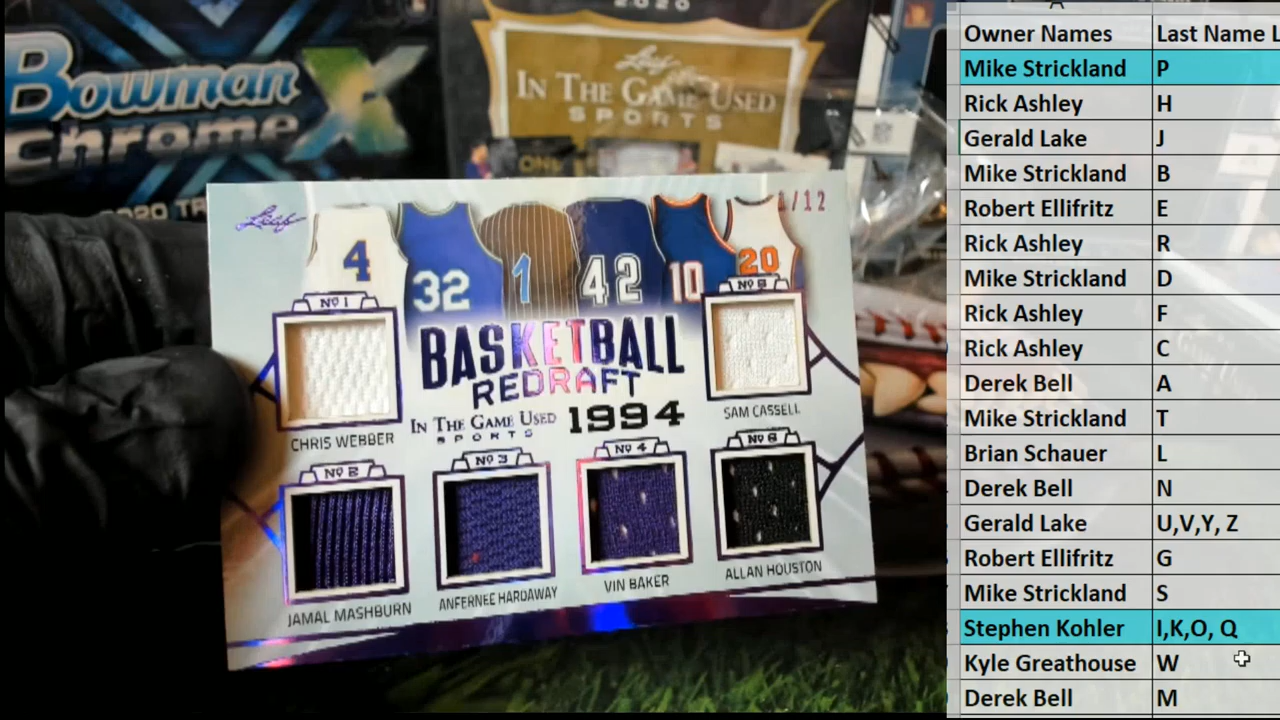 2020
Bowman
Chrome X
2020
Leaf
IN THE GAME USED
SPORTS
Leaf
1/12
4
32
1
42
10
20
Nº 1
BASKETBALL
REDRAFT
IN THE GAME USED
SPORTS
1994
CHRIS WEBBER
SAM CASSELL
Nº 2
Nº 3
Nº 4
JAMAL MASHBURN
ANFERNEE HARDAWAY
VIN BAKER
ALLAN HOUSTON
A
Owner Names Last Name L
Mike Strickland P
Rick Ashley H
Gerald Lake J
Mike Strickland B
Robert Ellifritz E
Rick Ashley R
Mike Strickland D
Rick Ashley F
Rick Ashley C
Derek Bell A
Mike Strickland T
Brian Schauer L
Derek Bell N
Gerald Lake U,V,Y, Z
Robert Ellifritz G
Mike Strickland S
Stephen Kohler I,K,O, Q
Kyle Greathouse W
Derek Bell M